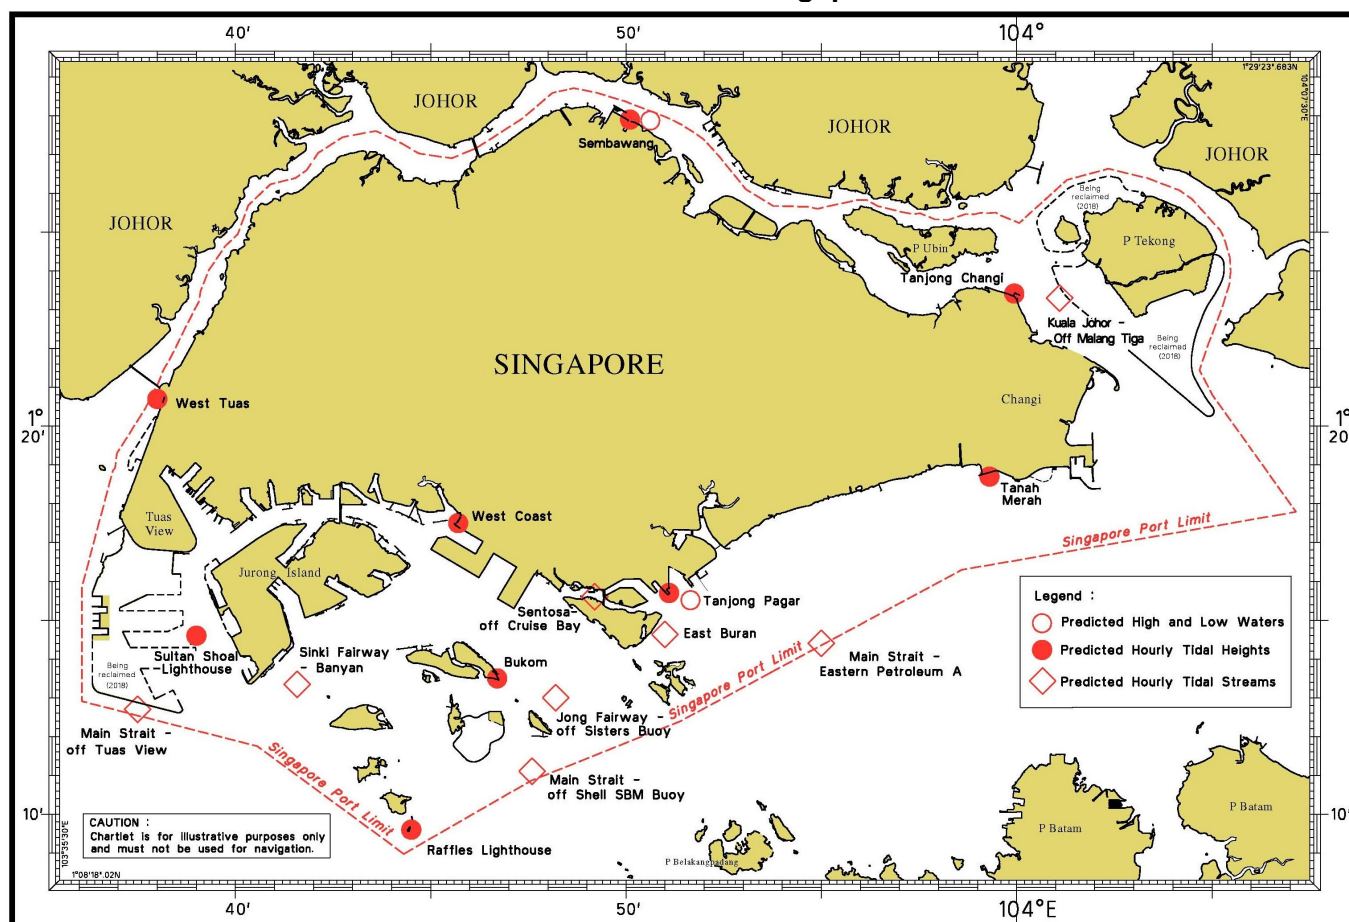 40'
50'
104°
1°29'23".683N
104°07'30"E
JOHOR
JOHOR
JOHOR
JOHOR
Sembawang
Being
reclaimed
(2018)
P Tekong
P Ubin
Tanjong Changi
Kuala Johor -
Off Malang Tiga
Being
reclaimed
(2018)
SINGAPORE
Changi
West Tuas
1°
20'
1°
20'
Tanah
Merah
West Coast
Tuas
View
Jurong Island
Singapore Port Limit
Sentosa-
off Cruise Bay
Tanjong Pagar
East Buran
Legend :
Predicted High and Low Waters
Predicted Hourly Tidal Heights
Predicted Hourly Tidal Streams
Sultan Shoal
-Lighthouse
Sinki Fairway
- Banyan
Bukom
Main Strait -
Eastern Petroleum A
Singapore Port Limit
Being
reclaimed
(2018)
Jong Fairway -
off Sisters Buoy
Main Strait -
off Tuas View
Singapore Port Limit
Main Strait -
off Shell SBM Buoy
10'
10'
CAUTION :
Chartlet is for illustrative purposes only
and must not be used for navigation.
Raffles Lighthouse
P Batam
P Batam
P Belakangpadang
103°35'30"E
1°08'18".02N
40'
50'
104°E